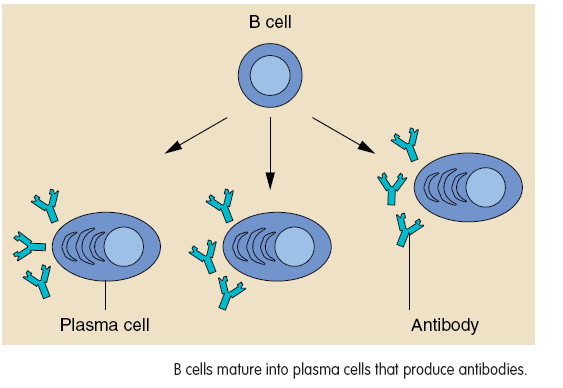 B cell
Plasma cell
Antibody
B cells mature into plasma cells that produce antibodies.